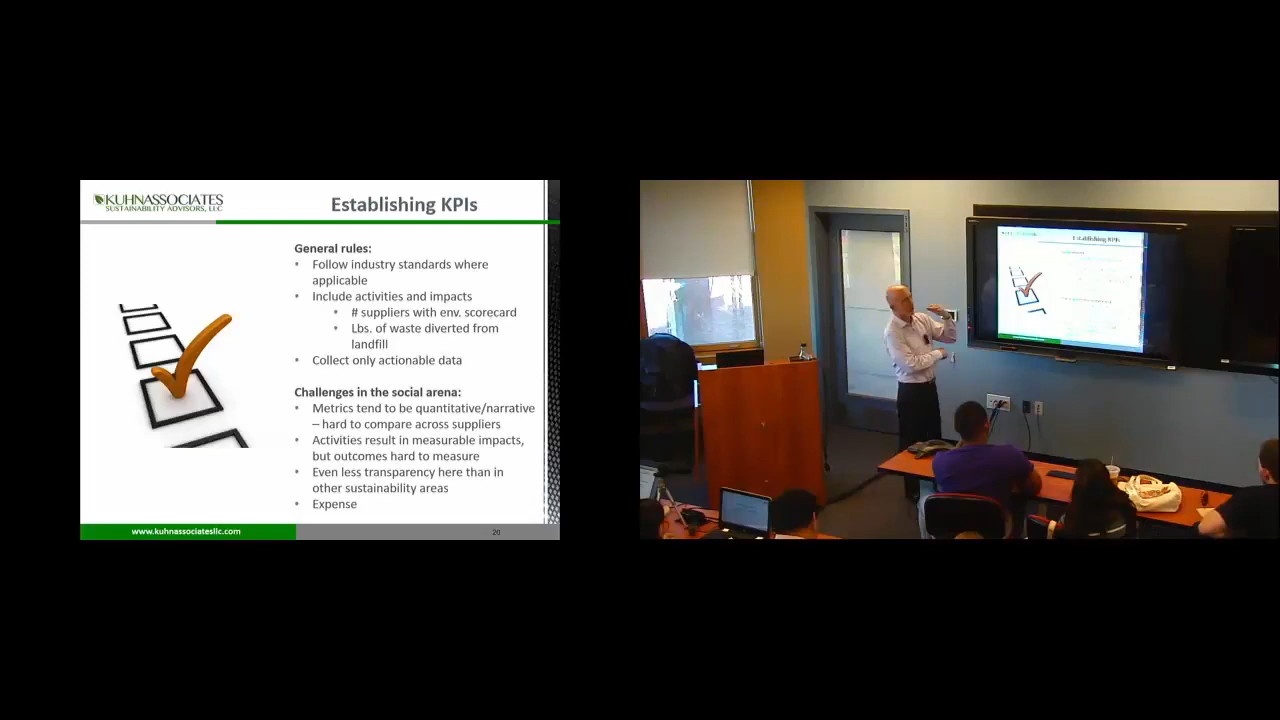 KUHNASSOCIATES
SUSTAINABILITY ADVISORS, LLC
Establishing KPIs
General rules:
• Follow industry standards where
applicable
• Include activities and impacts
• # suppliers with env. scorecard
• Lbs. of waste diverted from
landfill
• Collect only actionable data
Challenges in the social arena:
• Metrics tend to be quantitative/narrative
– hard to compare across suppliers
• Activities result in measurable impacts,
but outcomes hard to measure
• Even less transparency here than in
other sustainability areas
• Expense
www.kuhnassociatesllc.com
20
Establishing KPIs